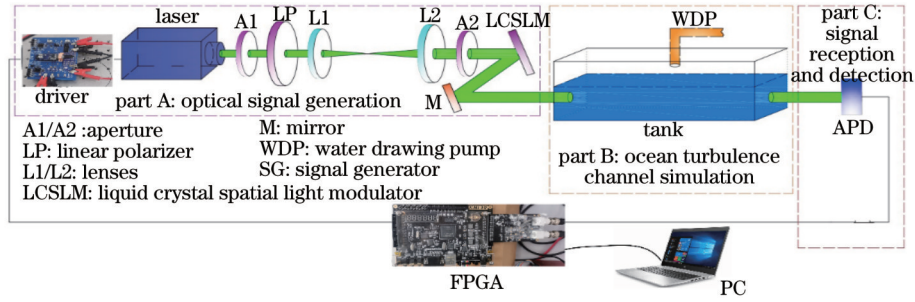 laser
A1
LP
L1
L2
A2
LCSLM
WDP
part C:
signal
reception
and detection
driver
part A: optical signal generation
M
tank
APD
A1/A2 :aperture
LP: linear polarizer
L1/L2: lenses
LCSLM: liquid crystal spatial light modulator
M: mirror
WDP: water drawing pump
SG: signal generator
part B: ocean turbulence
channel simulation
FPGA
PC